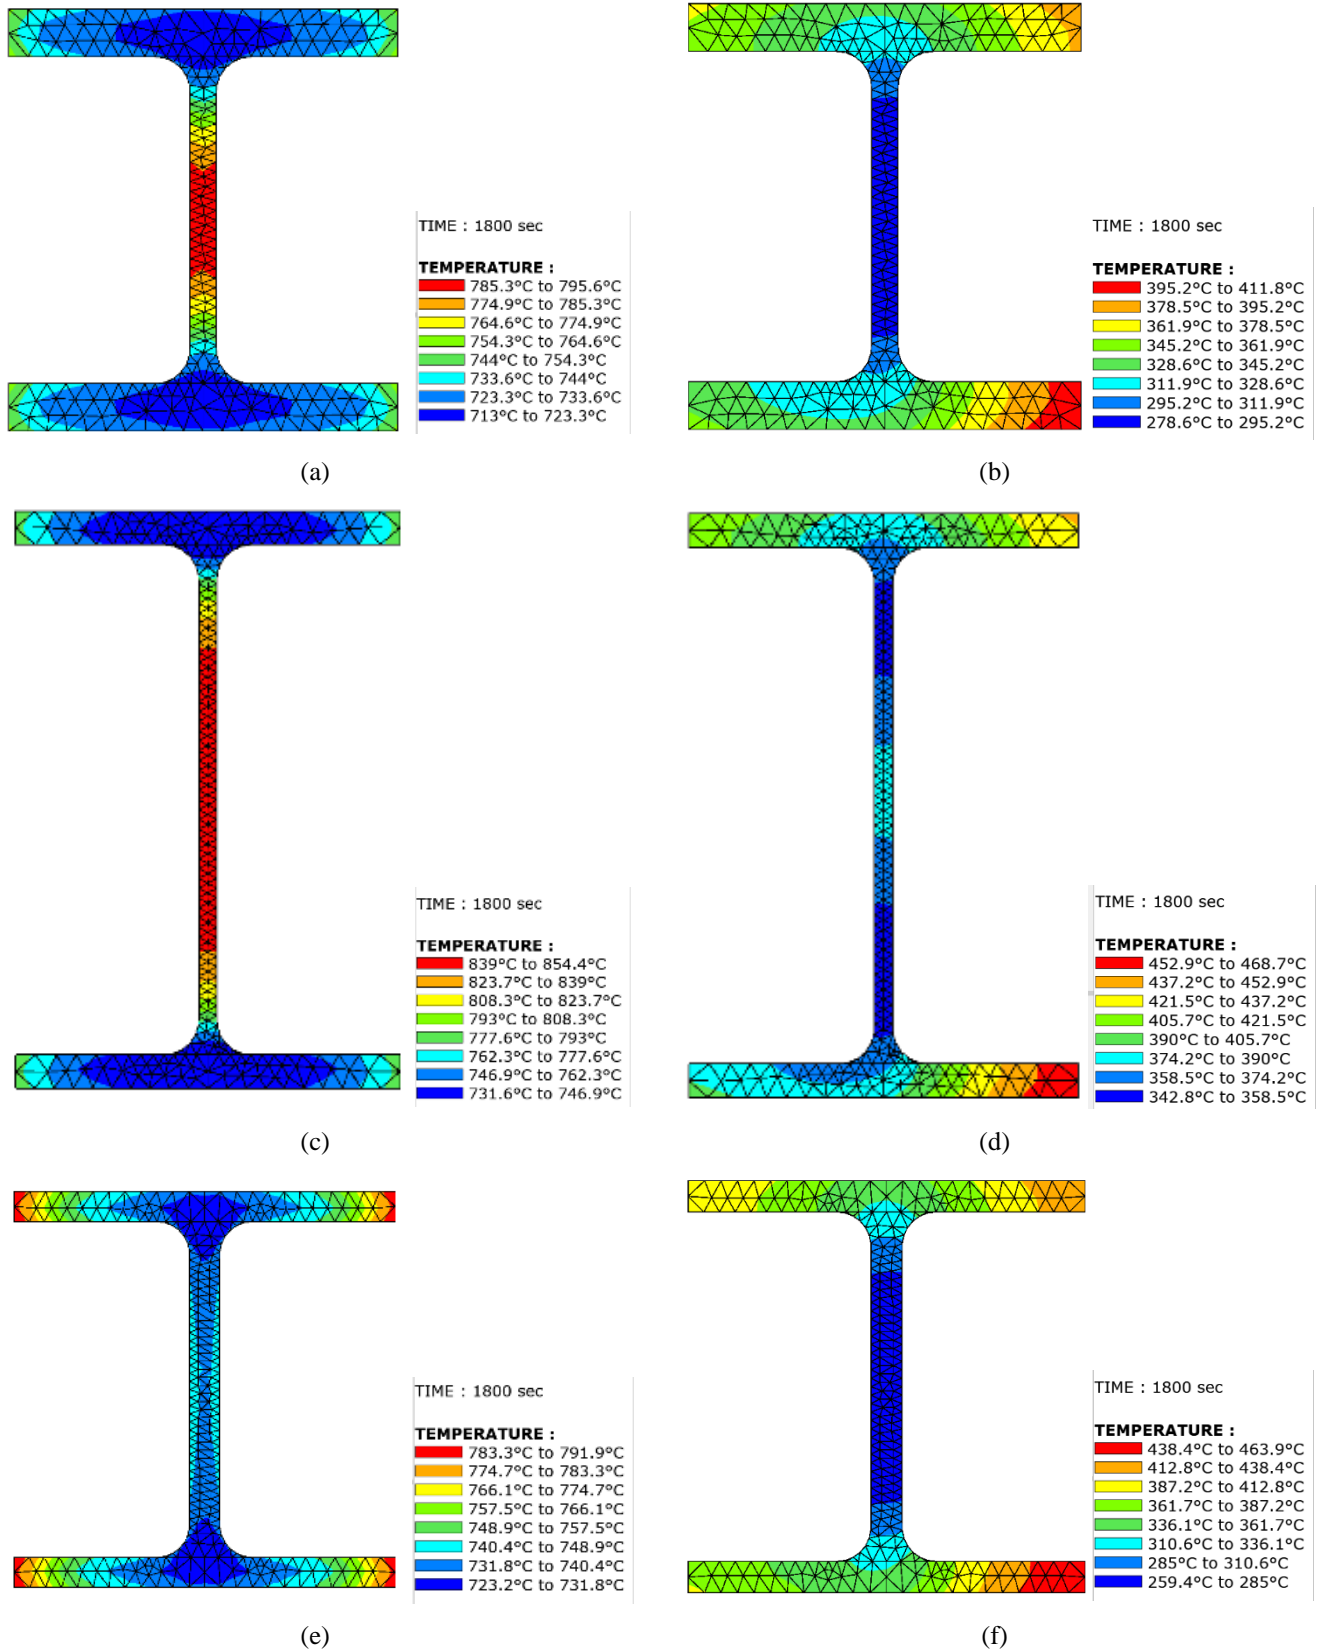 TIME : 1800 sec
TEMPERATURE :
785.3°C to 795.6°C
774.9°C to 785.3°C
764.6°C to 774.9°C
754.3°C to 764.6°C
744°C to 754.3°C
733.6°C to 744°C
723.3°C to 733.6°C
713°C to 723.3°C
(a)
TIME : 1800 sec
TEMPERATURE :
395.2°C to 411.8°C
378.5°C to 395.2°C
361.9°C to 378.5°C
345.2°C to 361.9°C
328.6°C to 345.2°C
311.9°C to 328.6°C
295.2°C to 311.9°C
278.6°C to 295.2°C
(b)
TIME : 1800 sec
TEMPERATURE :
839°C to 854.4°C
823.7°C to 839°C
808.3°C to 823.7°C
793°C to 808.3°C
777.6°C to 793°C
762.3°C to 777.6°C
746.9°C to 762.3°C
731.6°C to 746.9°C
(c)
TIME : 1800 sec
TEMPERATURE :
452.9°C to 468.7°C
437.2°C to 452.9°C
421.5°C to 437.2°C
405.7°C to 421.5°C
390°C to 405.7°C
374.2°C to 390°C
358.5°C to 374.2°C
342.8°C to 358.5°C
(d)
TIME : 1800 sec
TEMPERATURE :
783.3°C to 791.9°C
774.7°C to 783.3°C
766.1°C to 774.7°C
757.5°C to 766.1°C
748.9°C to 757.5°C
740.4°C to 748.9°C
731.8°C to 740.4°C
723.2°C to 731.8°C
(e)
TIME : 1800 sec
TEMPERATURE :
438.4°C to 463.9°C
412.8°C to 438.4°C
387.2°C to 412.8°C
361.7°C to 387.2°C
336.1°C to 361.7°C
310.6°C to 336.1°C
285°C to 310.6°C
259.4°C to 285°C
(f)